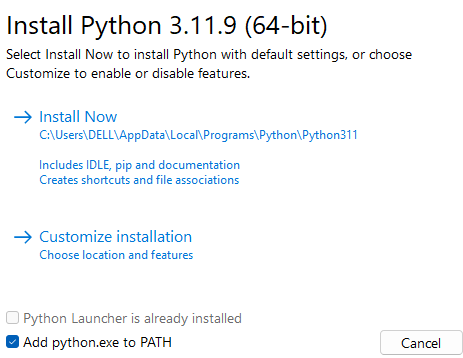 Install Python 3.11.9 (64-bit)
Select Install Now to install Python with default settings, or choose
Customize to enable or disable features.
Install Now
C:\Users\DELL\AppData\Local\Programs\Python\Python311
Includes IDLE, pip and documentation
Creates shortcuts and file associations
Customize installation
Choose location and features
Python Launcher is already installed
Add python.exe to PATH
Cancel